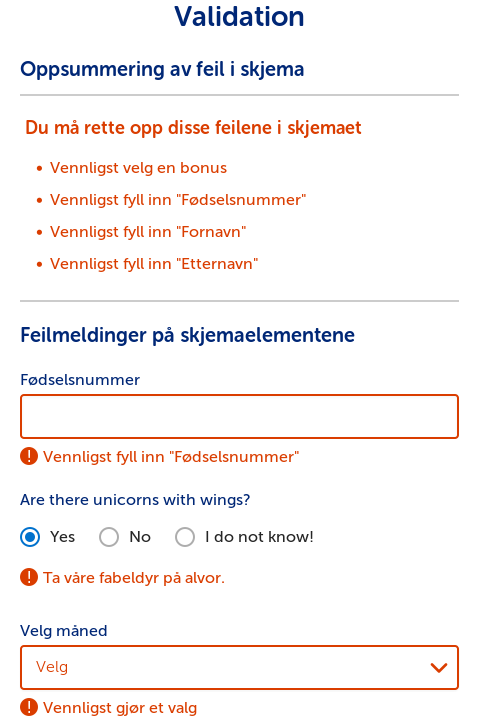 Validation
Oppsummering av feil i skjema
Du må rette opp disse feilene i skjemaet
• Vennligst velg en bonus
• Vennligst fyll inn "Fødselsnummer"
• Vennligst fyll inn "Fornavn"
• Vennligst fyll inn "Etternavn"
Feilmeldinger på skjemaelementene
Fødselsnummer
Vennligst fyll inn "Fødselsnummer"
Are there unicorns with wings?
Yes No I do not know!
Ta våre fabeldyr på alvor.
Velg måned
Velg
Vennligst gjør et valg